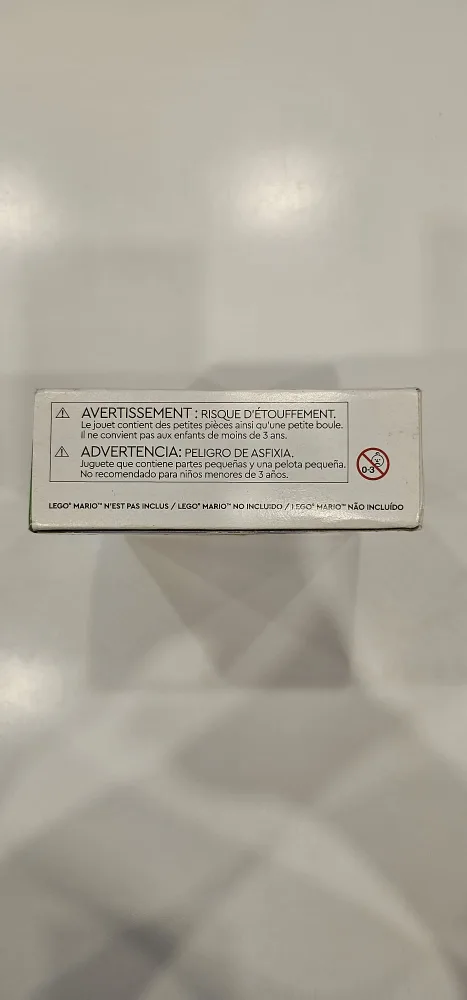 ⚠ AVERTISSEMENT : RISQUE D'ÉTOUFFEMENT.
Le jouet contient des petites pièces ainsi qu'une petite boule.
Il ne convient pas aux enfants de moins de 3 ans.
⚠ ADVERTENCIA: PELIGRO DE ASFIXIA.
Juguete que contiene partes pequeñas y una pelota pequeña.
No recomendado para niños menores de 3 años.
0-3
LEGO® MARIO™ N'EST PAS INCLUS / LEGO® MARIO™ NO INCLUIDO / LEGO® MARIO™ NÃO INCLUÍDO